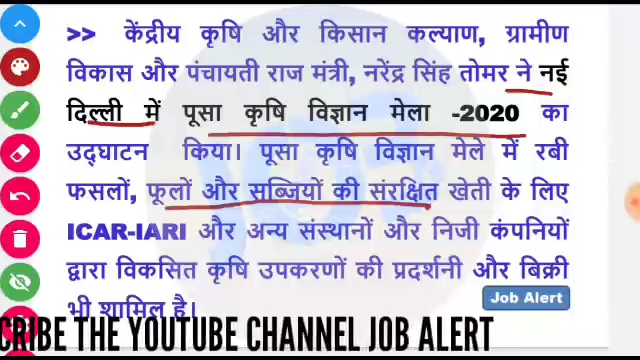 >> केंद्रीय कृषि और किसान कल्याण, ग्रामीण
विकास और पंचायती राज मंत्री, नरेंद्र सिंह तोमर ने नई
दिल्ली में पूसा कृषि विज्ञान मेला -2020 का
उद्घाटन किया। पूसा कृषि विज्ञान मेले में रबी
फसलों, फूलों और सब्जियों की संरक्षित खेती के लिए
ICAR-IARI और अन्य संस्थानों और निजी कंपनियों
द्वारा विकसित कृषि उपकरणों की प्रदर्शनी और बिक्री
भी शामिल है।
Job Alert
CRIBE THE YOUTUBE CHANNEL JOB ALERT